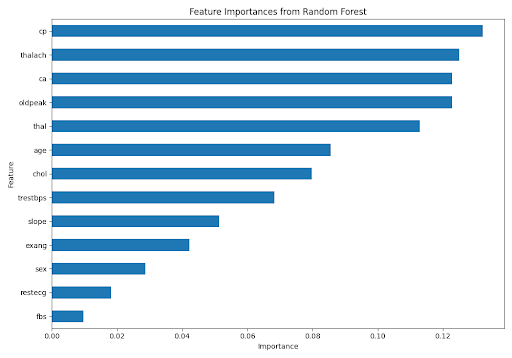 Feature Importances from Random Forest
cp
thalach
ca
oldpeak
thal
age
chol
trestbps
slope
exang
sex
restecg
fbs
Feature
0.00 0.02 0.04 0.06 0.08 0.10 0.12
Importance